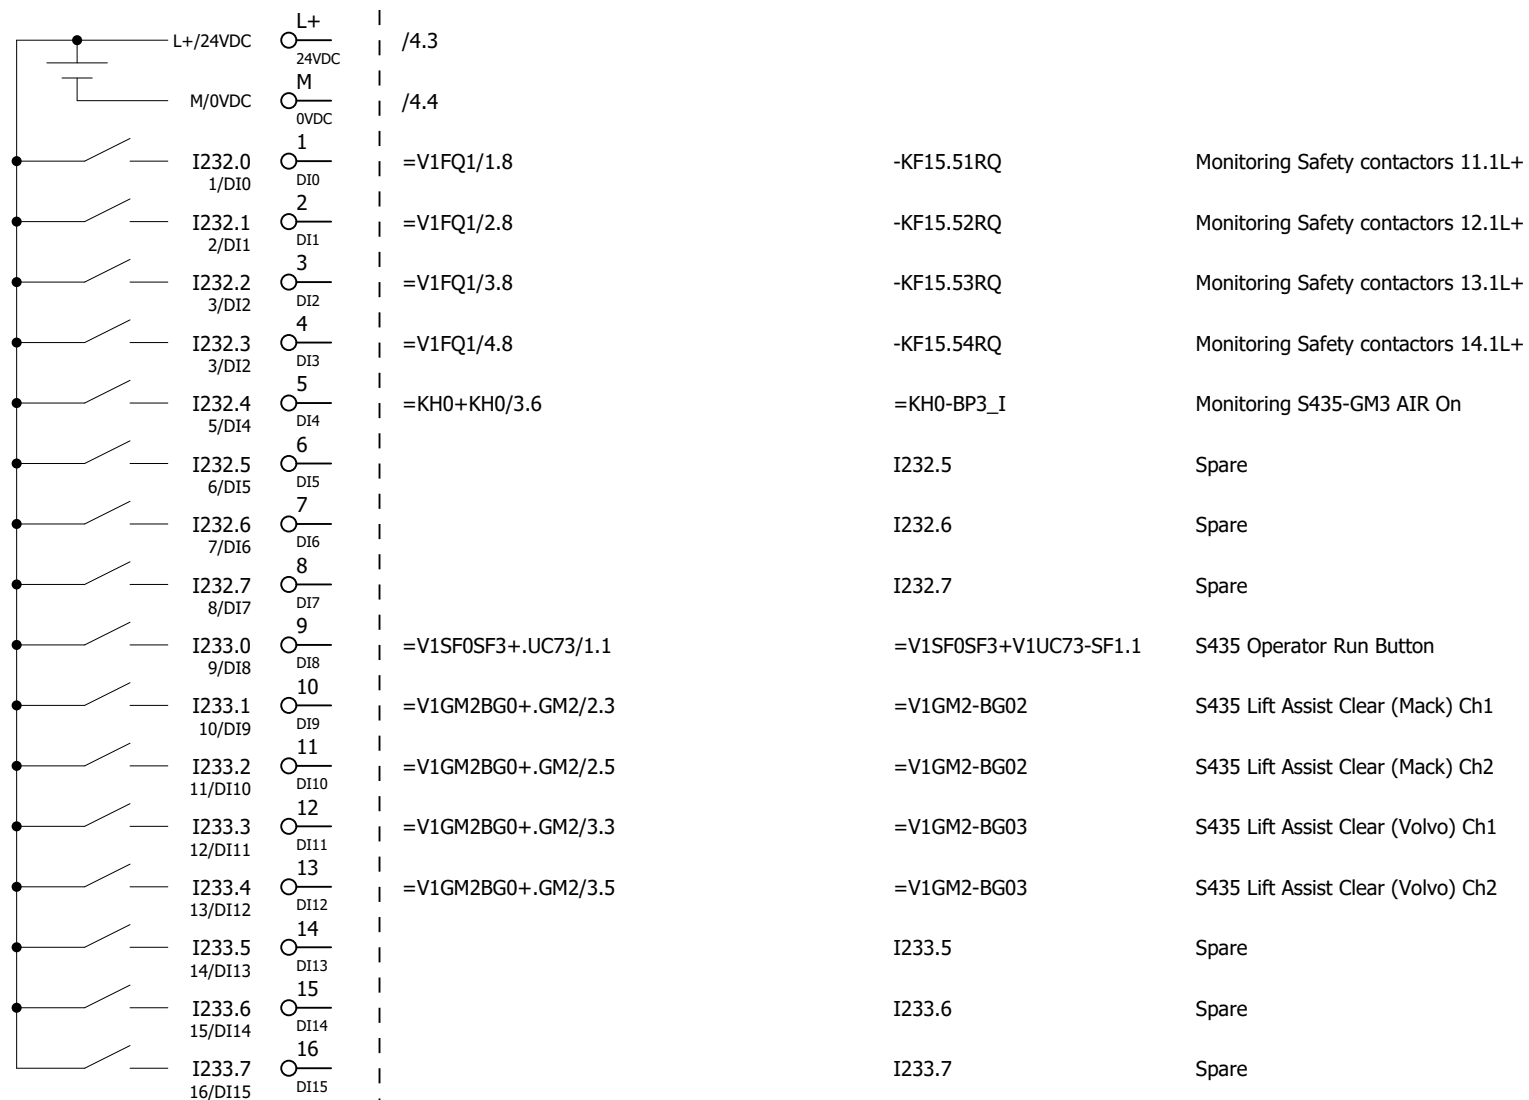 L+
L+/24VDC /4.3
24VDC
M
M/0VDC /4.4
0VDC
1
I232.0 =V1FQ1/1.8 -KF15.51RQ Monitoring Safety contactors 11.1L+
1/DI0 DI0
2
I232.1 =V1FQ1/2.8 -KF15.52RQ Monitoring Safety contactors 12.1L+
2/DI1 DI1
3
I232.2 =V1FQ1/3.8 -KF15.53RQ Monitoring Safety contactors 13.1L+
3/DI2 DI2
4
I232.3 =V1FQ1/4.8 -KF15.54RQ Monitoring Safety contactors 14.1L+
3/DI2 DI3
5
I232.4 =KH0+KH0/3.6 =KH0-BP3_I Monitoring S435-GM3 AIR On
5/DI4 DI4
6
I232.5 I232.5 Spare
6/DI5 DI5
7
I232.6 I232.6 Spare
7/DI6 DI6
8
I232.7 I232.7 Spare
8/DI7 DI7
9
I233.0 =V1SF0SF3+.UC73/1.1 =V1SF0SF3+V1UC73-SF1.1 S435 Operator Run Button
9/DI8 DI8
10
I233.1 =V1GM2BG0+.GM2/2.3 =V1GM2-BG02 S435 Lift Assist Clear (Mack) Ch1
10/DI9 DI9
11
I233.2 =V1GM2BG0+.GM2/2.5 =V1GM2-BG02 S435 Lift Assist Clear (Mack) Ch2
11/DI10 DI10
12
I233.3 =V1GM2BG0+.GM2/3.3 =V1GM2-BG03 S435 Lift Assist Clear (Volvo) Ch1
12/DI11 DI11
13
I233.4 =V1GM2BG0+.GM2/3.5 =V1GM2-BG03 S435 Lift Assist Clear (Volvo) Ch2
13/DI12 DI12
14
I233.5 I233.5 Spare
14/DI13 DI13
15
I233.6 I233.6 Spare
15/DI14 DI14
16
I233.7 I233.7 Spare
16/DI15 DI15